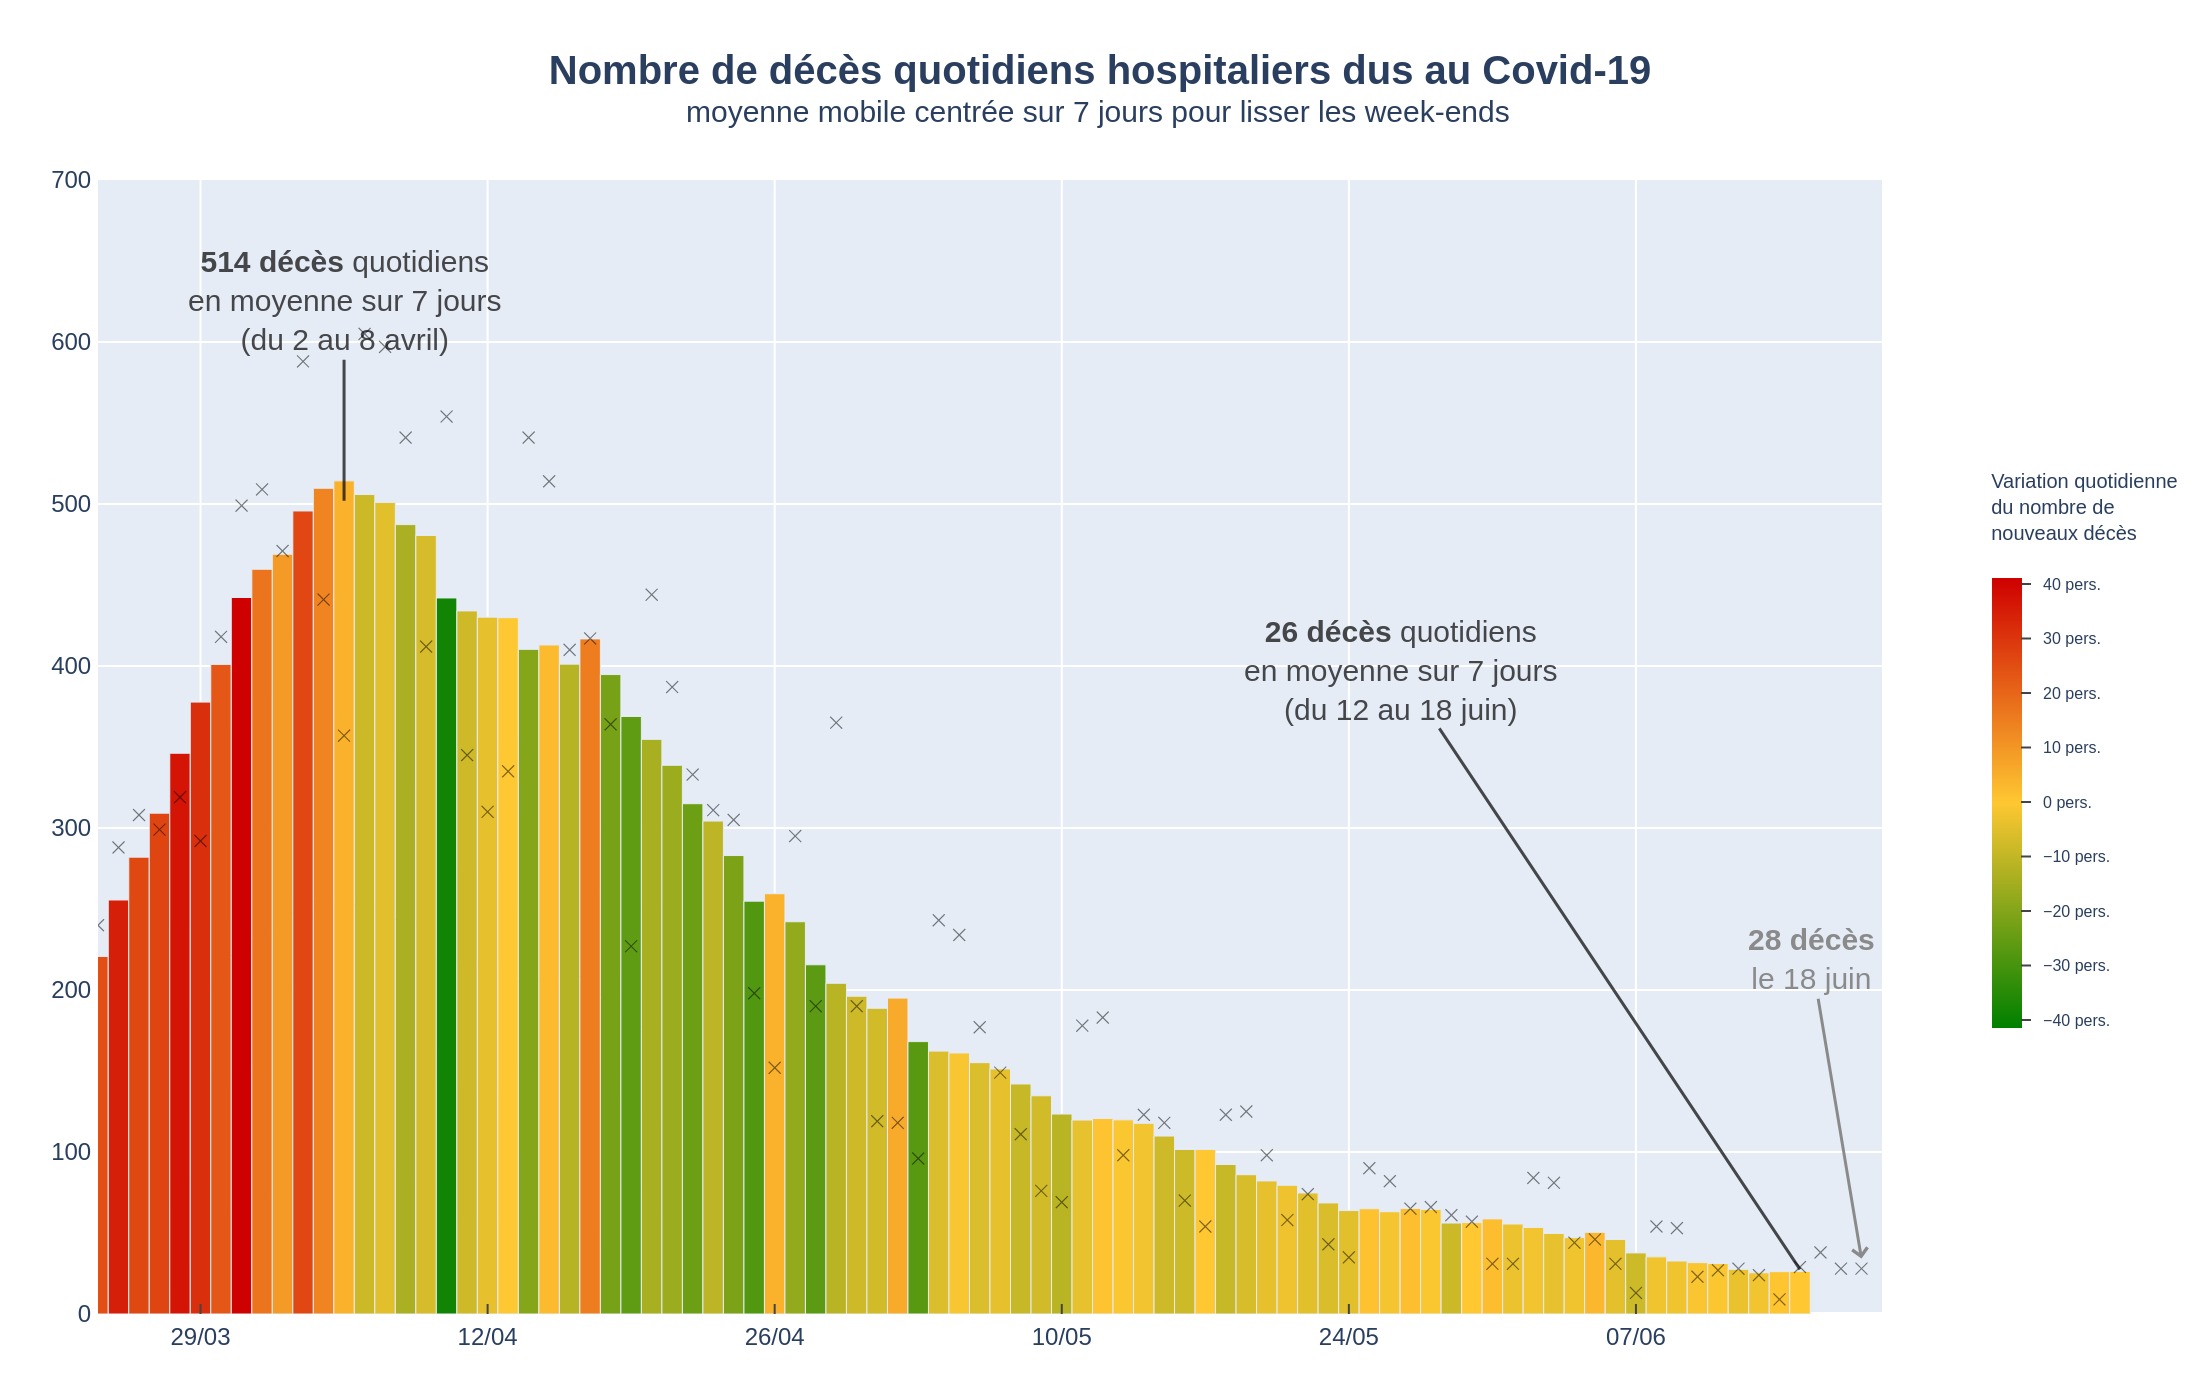 Nombre de décès quotidiens hospitaliers dus au Covid-19
moyenne mobile centrée sur 7 jours pour lisser les week-ends
700
600
500
400
300
200
100
0
514 décès quotidiens
en moyenne sur 7 jours
(du 2 au 8 avril)
26 décès quotidiens
en moyenne sur 7 jours
(du 12 au 18 juin)
28 décès
le 18 juin
29/03
12/04
26/04
10/05
24/05
07/06
Variation quotidienne
du nombre de
nouveaux décès
40 pers.
30 pers.
20 pers.
10 pers.
0 pers.
−10 pers.
−20 pers.
−30 pers.
−40 pers.